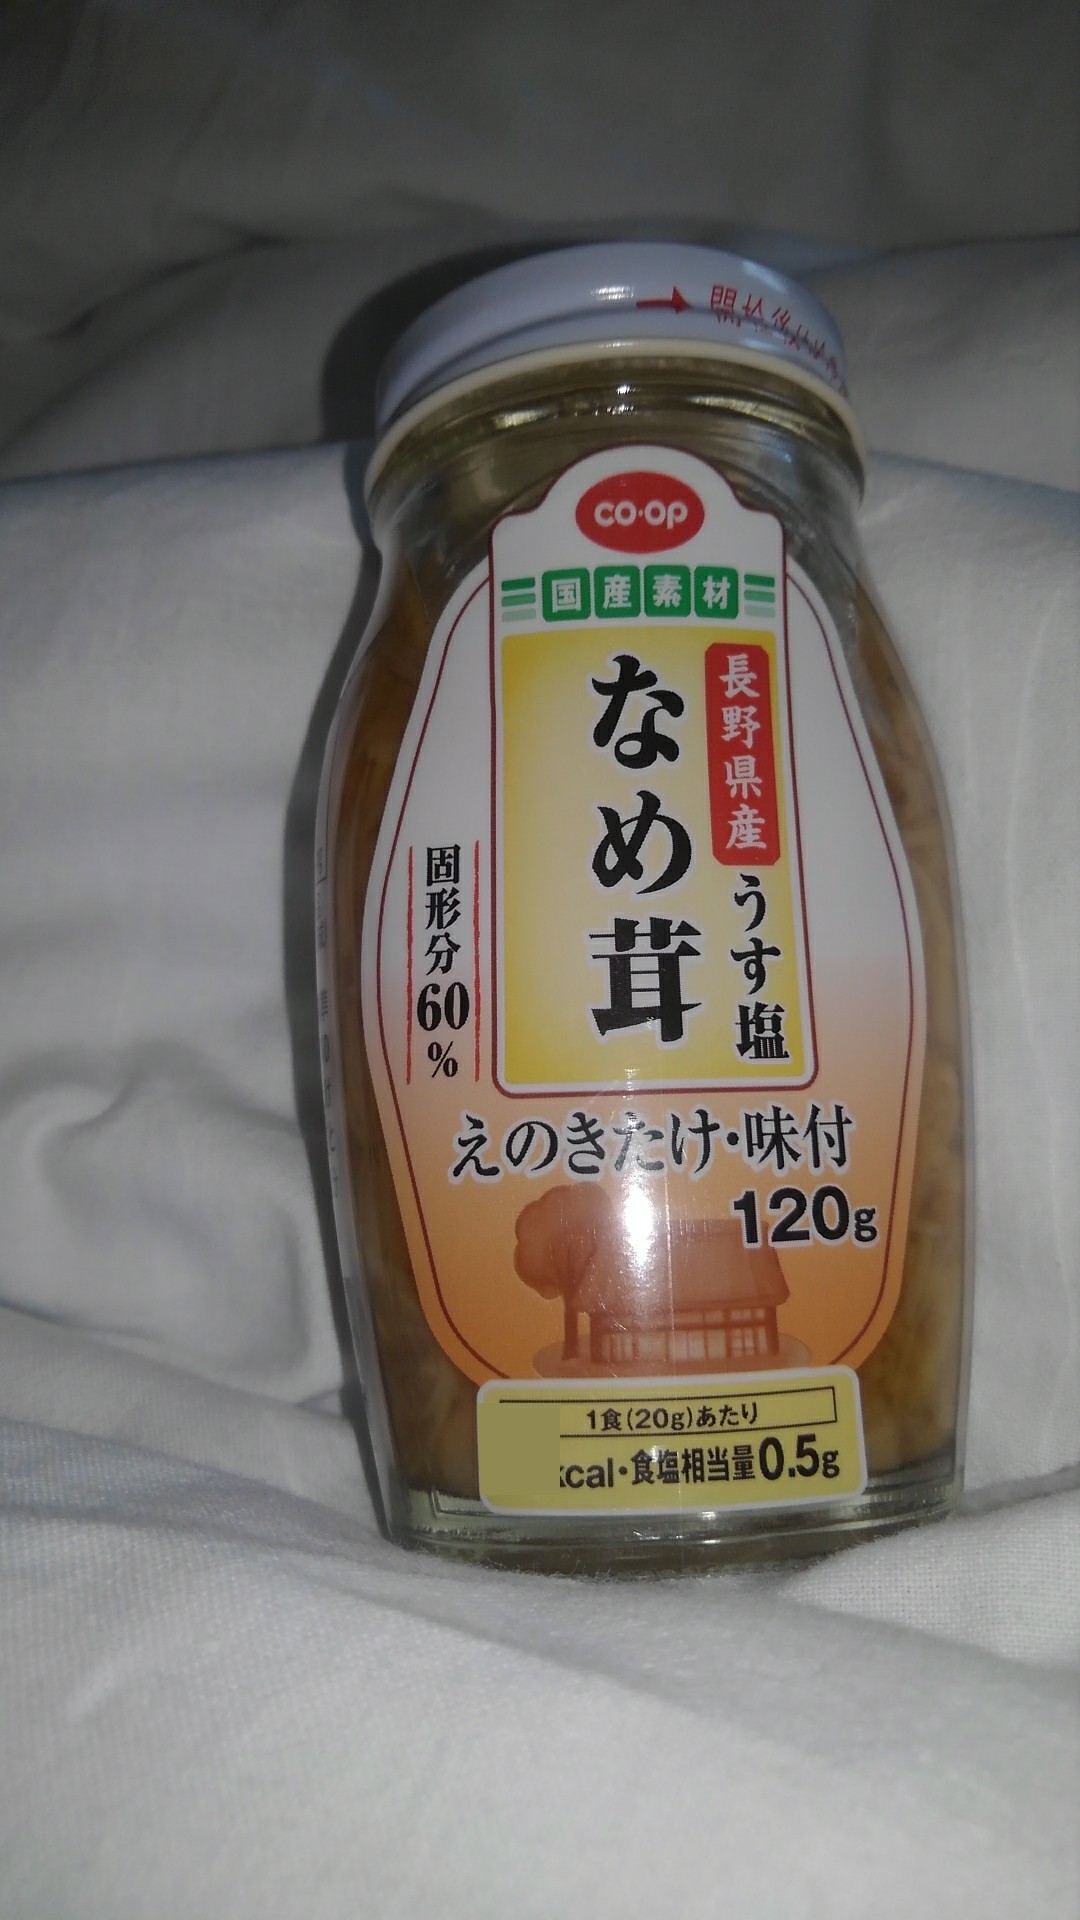 co·op
国産素材
長野県産
うす塩
なめ茸
固形分60%
えのきたけ・味付
120g
1食(20g)あたり
kcal・食塩相当量0.5g